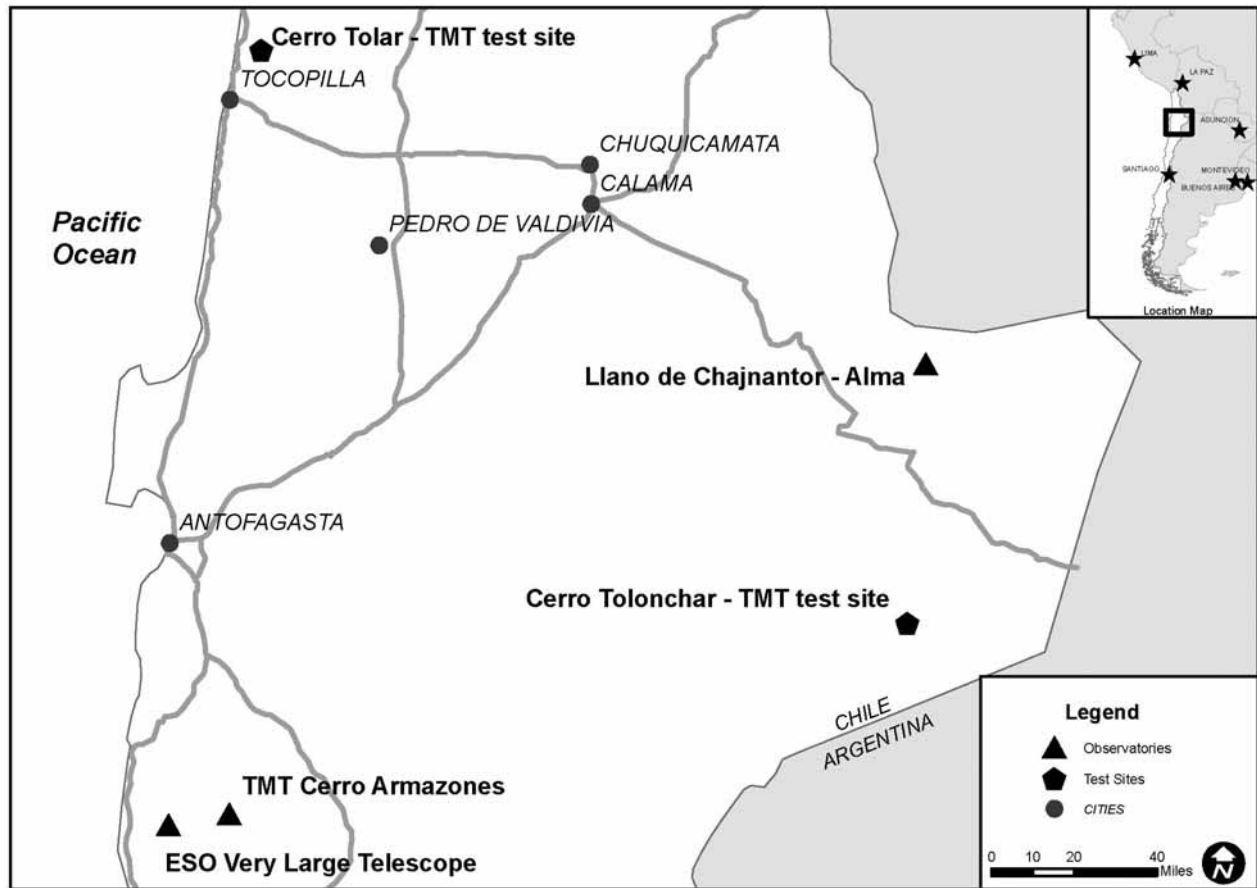 Cerro Tolar - TMT test site
TOCOPILLA
CHUQUICAMATA
CALAMA
PEDRO DE VALDIVIA
Pacific
Ocean
Llano de Chajnantor - Alma
ANTOFAGASTA
Cerro Tolonchar - TMT test site
CHILE
ARGENTINA
TMT Cerro Armazones
ESO Very Large Telescope
LIMA
LA PAZ
ASUNCION
SANTIAGO
MONTEVIDEO
BUENOS AIRES
Location Map
Legend
Observatories
Test Sites
CITIES
0 10 20 40
Miles
N